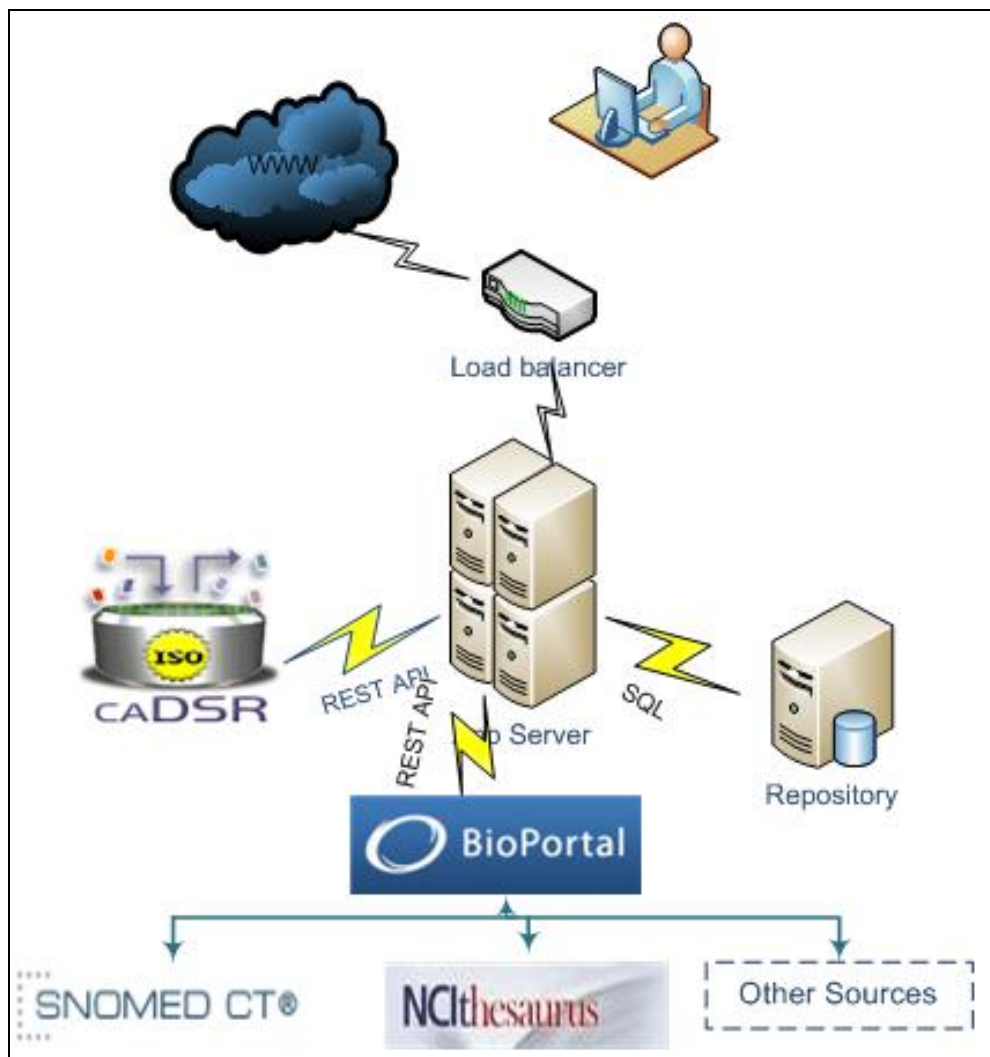 WWW
Load balancer
ISO
caDSR
REST API
REST API
Server
SQL
Repository
BioPortal
SNOMED CT®
NCIthesaurus
Other Sources